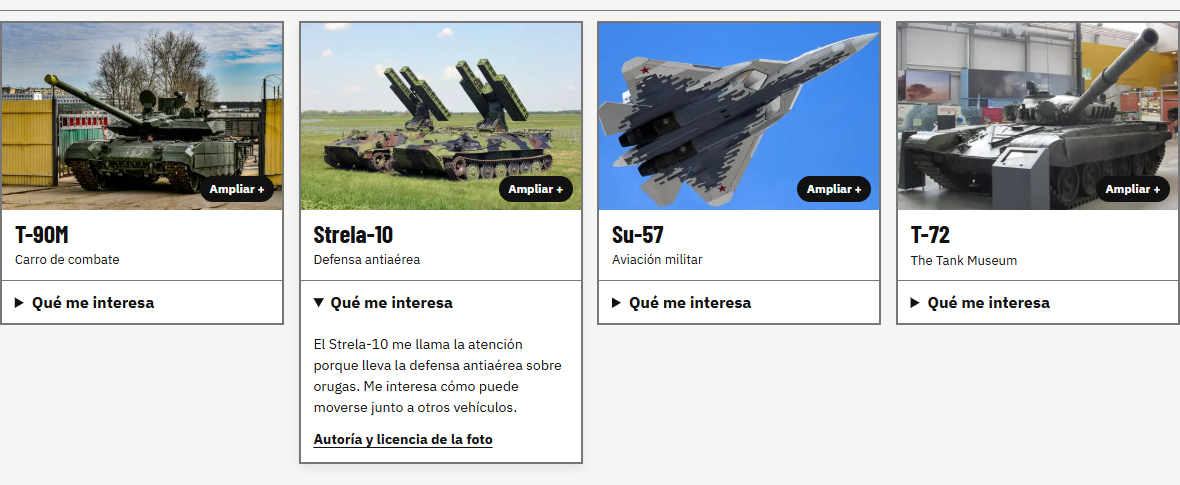 Ampliar +
T-90M
Carro de combate
Qué me interesa
Ampliar +
Strela-10
Defensa antiaérea
Qué me interesa
El Strela-10 me llama la atención
porque lleva la defensa antiaérea sobre
orugas. Me interesa cómo puede
moverse junto a otros vehículos.
Autoría y licencia de la foto
Ampliar +
Su-57
Aviación militar
Qué me interesa
Ampliar +
T-72
The Tank Museum
Qué me interesa